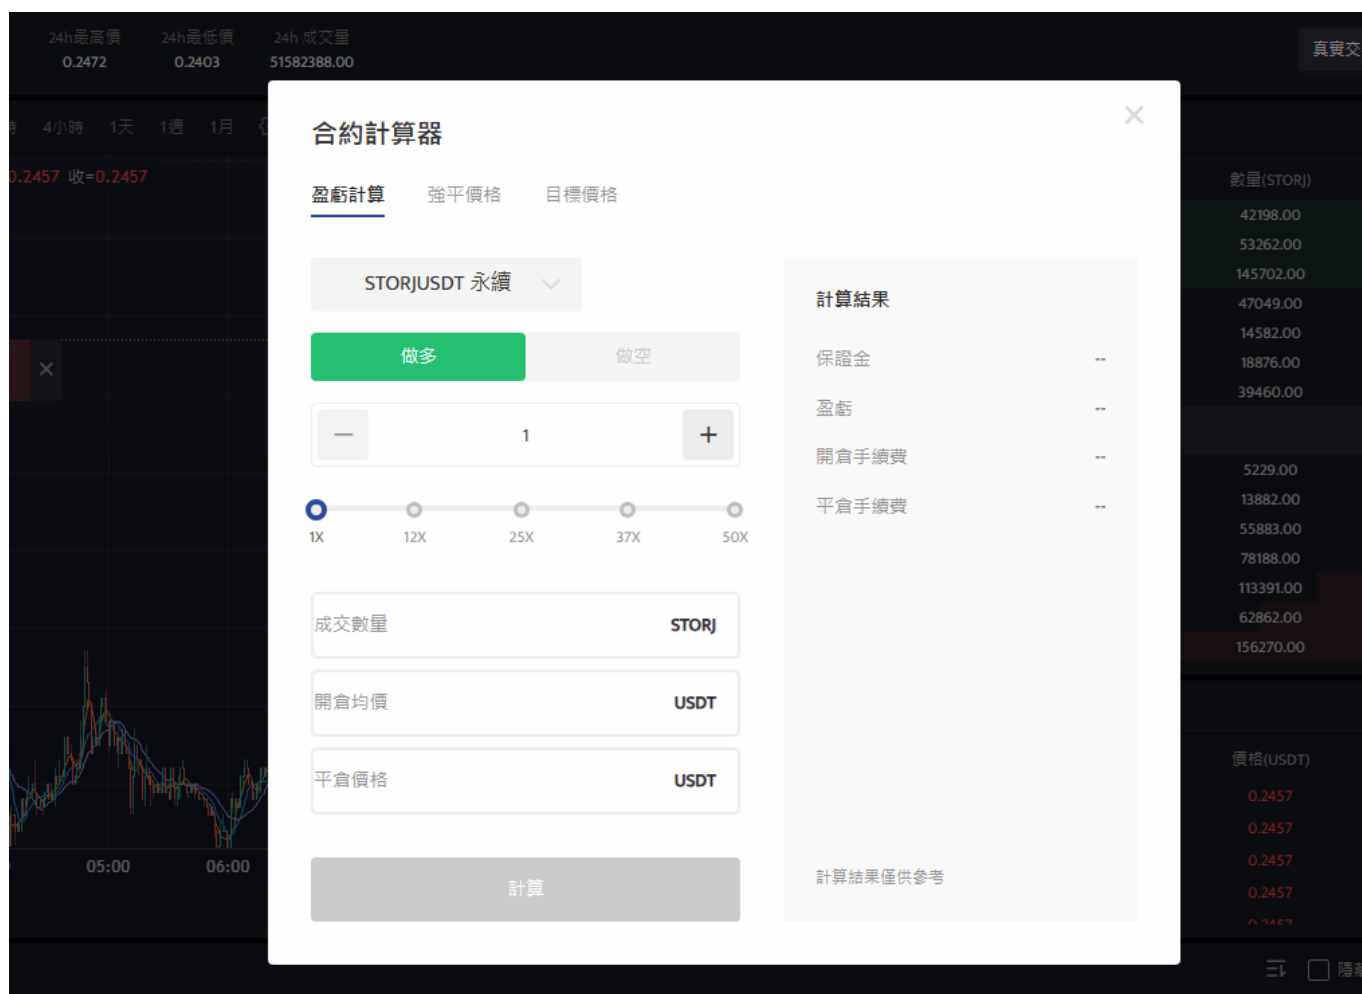 24h最高價 24h最低價 24h 成交量
0.2472 0.2403 51582388.00
真實交
合約計算器
4小時 1天 1週 1月
0.2457 收=0.2457
盈虧計算 強平價格 目標價格
STORJUSDT 永續
做多 做空
1
1X 12X 25X 37X 50X
成交數量 STORJ
開倉均價 USDT
平倉價格 USDT
計算
計算結果
保證金 --
盈虧 --
開倉手續費 --
平倉手續費 --
計算結果僅供參考
數量(STORJ)
42198.00
53262.00
145702.00
47049.00
14582.00
18876.00
39460.00
5229.00
13882.00
55883.00
78188.00
113391.00
62862.00
156270.00
價格(USDT)
0.2457
0.2457
0.2457
0.2457
0.2457
05:00 06:00